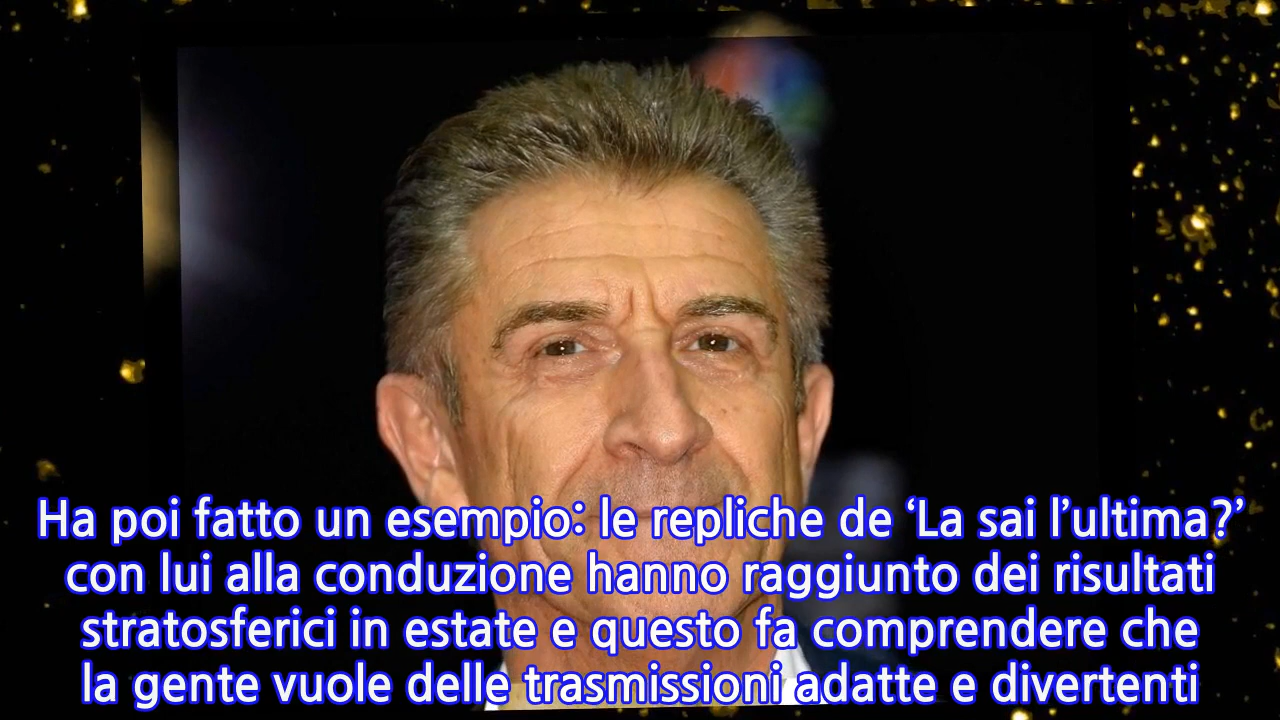 Ha poi fatto un esempio: le repliche de ‘La sai l’ultima?’
con lui alla conduzione hanno raggiunto dei risultati
stratosferici in estate e questo fa comprendere che
la gente vuole delle trasmissioni adatte e divertenti